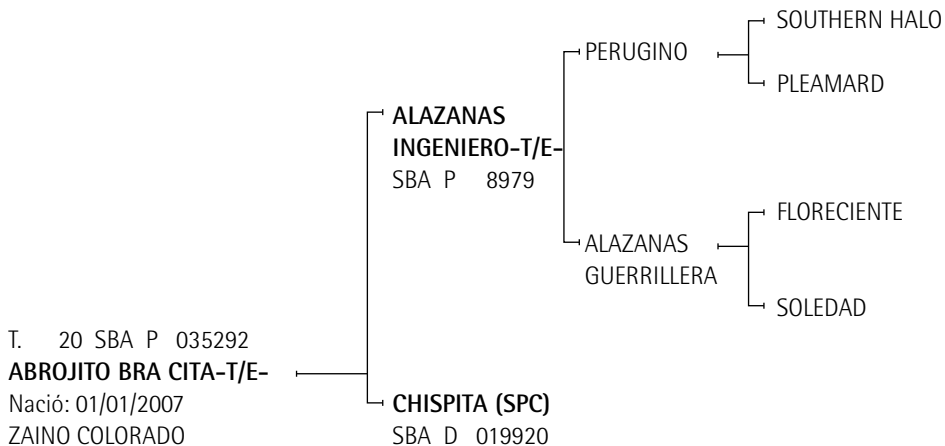 SOUTHERN HALO
PERUGINO
PLEAMARD
ALAZANAS
INGENIERO-T/E-
SBA P 8979
FLORECIENTE
ALAZANAS
GUERRILLERA
SOLEDAD
T. 20 SBA P 035292
ABROJITO BRA CITA-T/E-
Nació: 01/01/2007
ZAINO COLORADO
CHISPITA (SPC)
SBA D 019920